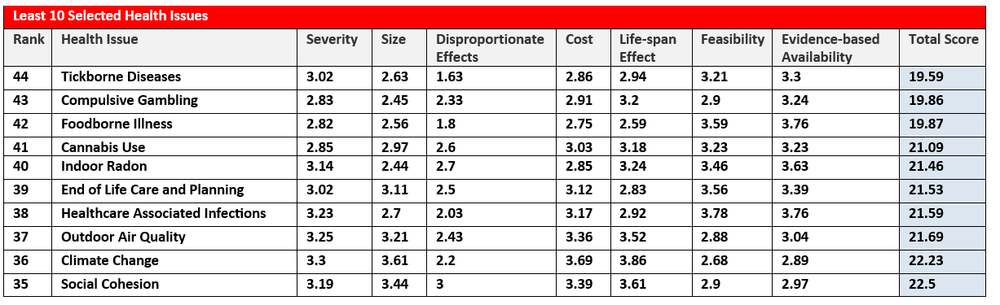 Least 10 Selected Health Issues
Rank Health Issue Severity Size Disproportionate Effects Cost Life-span Effect Feasibility Evidence-based Availability Total Score
44 Tickborne Diseases 3.02 2.63 1.63 2.86 2.94 3.21 3.3 19.59
43 Compulsive Gambling 2.83 2.45 2.33 2.91 3.2 2.9 3.24 19.86
42 Foodborne Illness 2.82 2.56 1.8 2.75 2.59 3.59 3.76 19.87
41 Cannabis Use 2.85 2.97 2.6 3.03 3.18 3.23 3.23 21.09
40 Indoor Radon 3.14 2.44 2.7 2.85 3.24 3.46 3.63 21.46
39 End of Life Care and Planning 3.02 3.11 2.5 3.12 2.83 3.56 3.39 21.53
38 Healthcare Associated Infections 3.23 2.7 2.03 3.17 2.92 3.78 3.76 21.59
37 Outdoor Air Quality 3.25 3.21 2.43 3.36 3.52 2.88 3.04 21.69
36 Climate Change 3.3 3.61 2.2 3.69 3.86 2.68 2.89 22.23
35 Social Cohesion 3.19 3.44 3 3.39 3.61 2.9 2.97 22.5